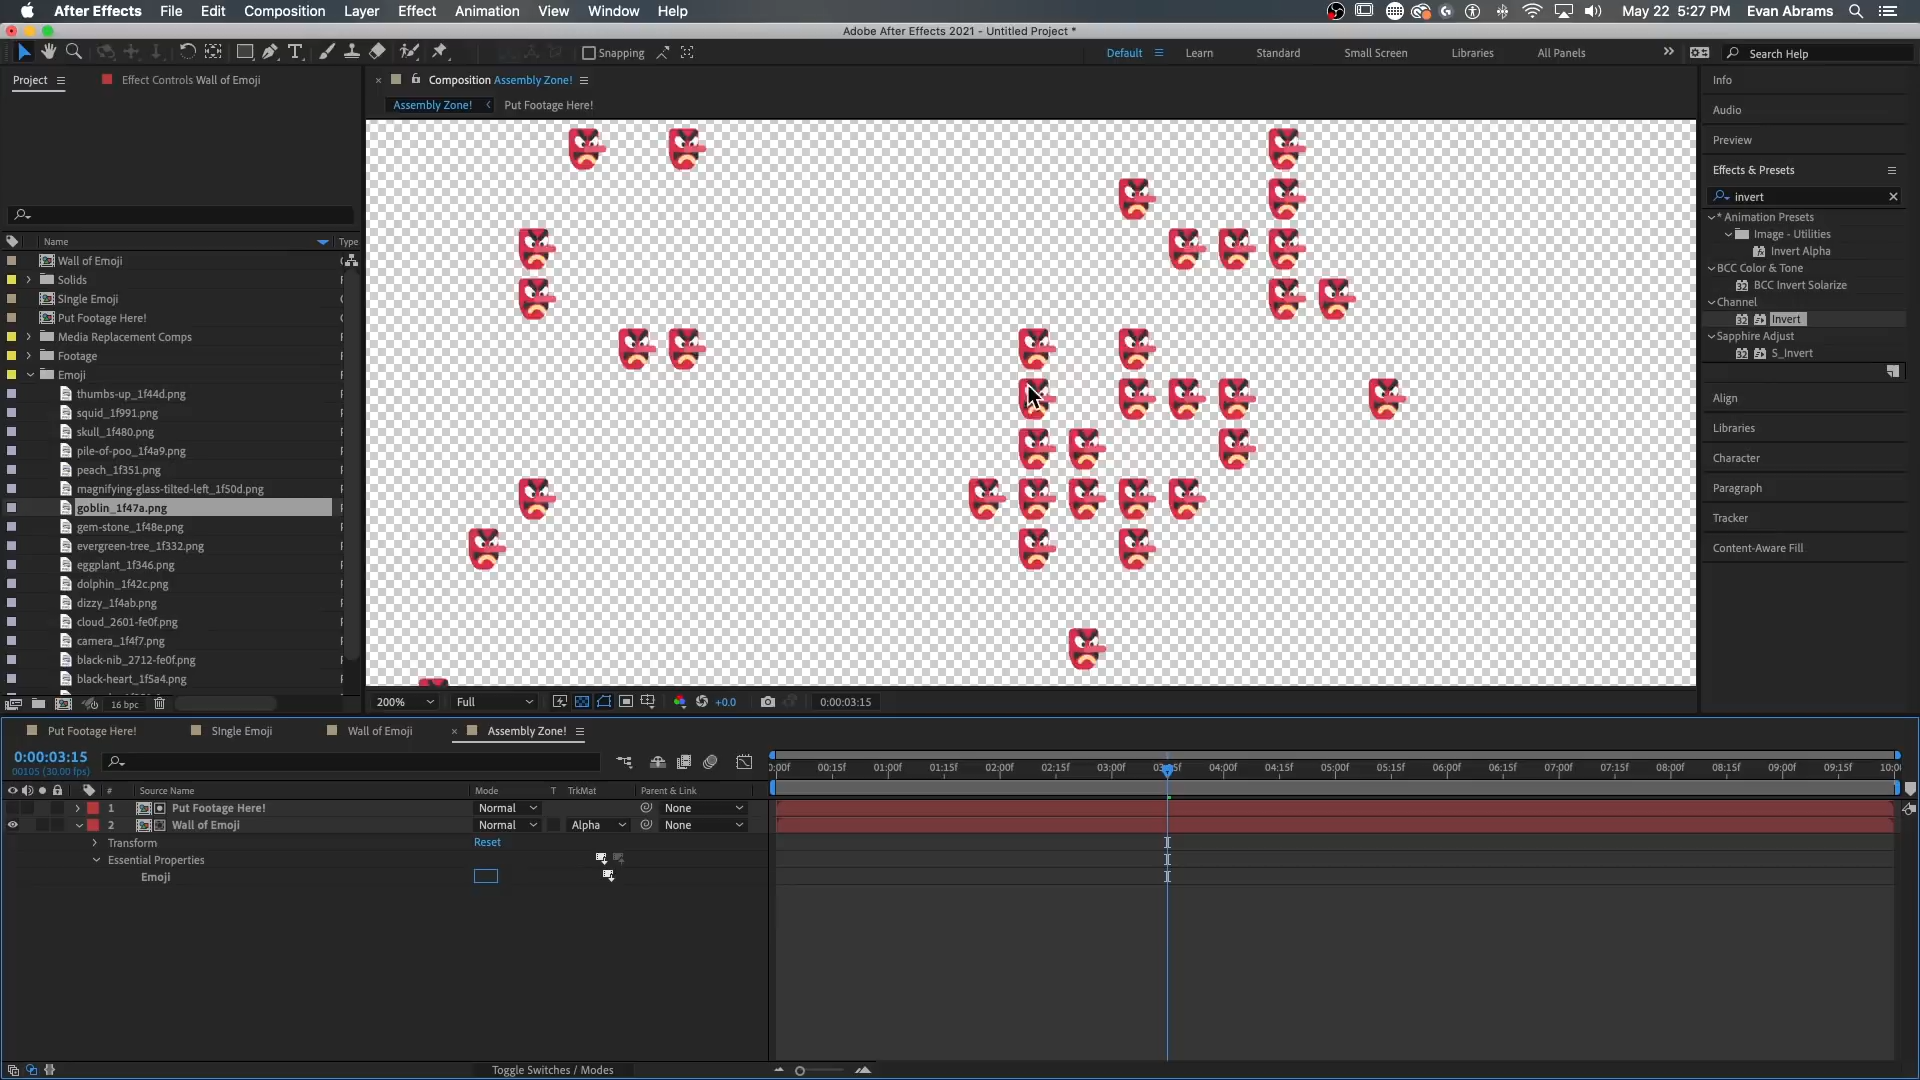 After Effects File Edit Composition Layer Effect Animation View Window Help May 22 5:27 PM Evan Abrams
Adobe After Effects 2021 - Untitled Project *
Snapping Default Learn Standard Small Screen Libraries All Panels Search Help
Project Effect Controls Wall of Emoji
Composition Assembly Zone!
Assembly Zone! Put Footage Here!
Name Type
Wall of Emoji
Solids F
SIngle Emoji
Put Footage Here!
Media Replacement Comps F
Footage F
Emoji F
thumbs-up_1f44d.png
squid_1f991.png
skull_1f480.png
pile-of-poo_1f4a9.png
peach_1f351.png
magnifying-glass-tilted-left_1f50d.png
goblin_1f47a.png
gem-stone_1f48e.png
evergreen-tree_1f332.png
eggplant_1f346.png
dolphin_1f42c.png
dizzy_1f4ab.png
cloud_2601-fe0f.png
camera_1f4f7.png
black-nib_2712-fe0f.png
black-heart_1f5a4.png
16 bpc
200% Full +0.0 0:00:03:15
Info
Audio
Preview
Effects & Presets
invert
* Animation Presets
Image - Utilities
Invert Alpha
BCC Color & Tone
BCC Invert Solarize
Channel
32 Invert
Sapphire Adjust
32 S_Invert
Align
Libraries
Character
Paragraph
Tracker
Content-Aware Fill
Put Footage Here! SIngle Emoji Wall of Emoji Assembly Zone!
0:00:03:15
00105 (30.00 fps)
:00f 00:15f 01:00f 01:15f 02:00f 02:15f 03:00f 03:15f 04:00f 04:15f 05:00f 05:15f 06:00f 06:15f 07:00f 07:15f 08:00f 08:15f 09:00f 09:15f 10:0
# Source Name Mode T TrkMat Parent & Link
1 Put Footage Here! Normal None
2 Wall of Emoji Normal Alpha None
Transform Reset
Essential Properties
Emoji
Toggle Switches / Modes